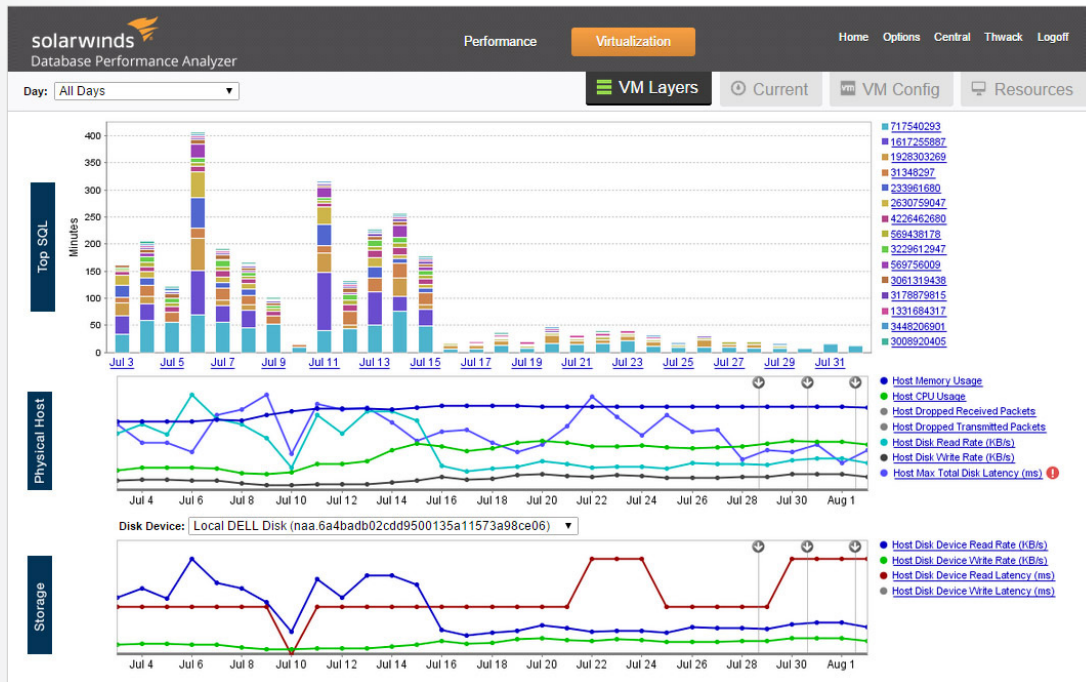 solarwinds
Database Performance Analyzer
Performance
Virtualization
Home Options Central Thwack Logoff
Day: All Days
VM Layers
Current
vm VM Config
Resources
Top SQL
Minutes
400
350
300
250
200
150
100
50
0
Jul 3 Jul 5 Jul 7 Jul 9 Jul 11 Jul 13 Jul 15 Jul 17 Jul 19 Jul 21 Jul 23 Jul 25 Jul 27 Jul 29 Jul 31
717540293
1617255887
1928303269
31348297
233961680
2630759047
4226462680
569438178
3229612947
569756009
3061319438
3178879815
1331684317
3448206901
3008920405
Physical Host
Jul 4 Jul 6 Jul 8 Jul 10 Jul 12 Jul 14 Jul 16 Jul 18 Jul 20 Jul 22 Jul 24 Jul 26 Jul 28 Jul 30 Aug 1
Host Memory Usage
Host CPU Usage
Host Dropped Received Packets
Host Dropped Transmitted Packets
Host Disk Read Rate (KB/s)
Host Disk Write Rate (KB/s)
Host Max Total Disk Latency (ms)
Disk Device: Local DELL Disk (naa.6a4badb02cdd9500135a11573a98ce06)
Storage
Jul 4 Jul 6 Jul 8 Jul 10 Jul 12 Jul 14 Jul 16 Jul 18 Jul 20 Jul 22 Jul 24 Jul 26 Jul 28 Jul 30 Aug 1
Host Disk Device Read Rate (KB/s)
Host Disk Device Write Rate (KB/s)
Host Disk Device Read Latency (ms)
Host Disk Device Write Latency (ms)